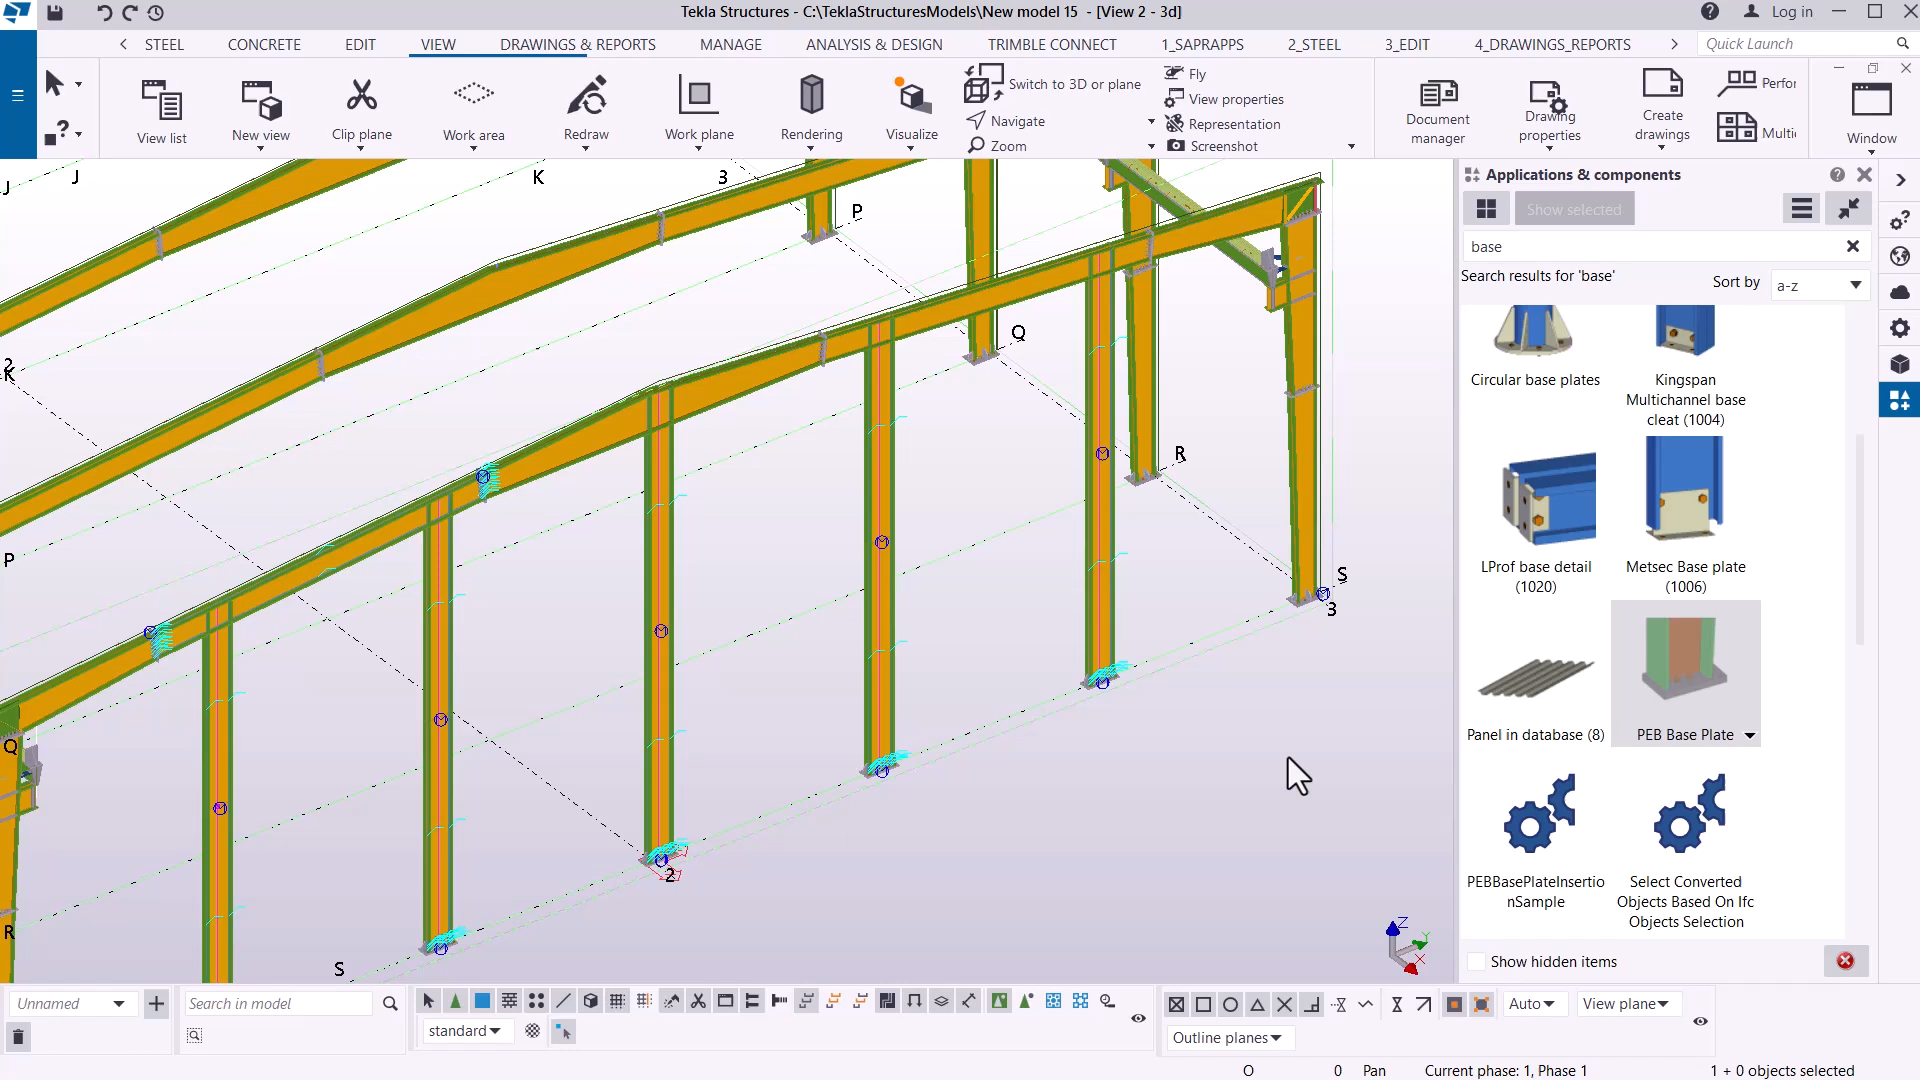 Tekla Structures - C:\TeklaStructuresModels\New model 15 - [View 2 - 3d]
Log in
STEEL
CONCRETE
EDIT
VIEW
DRAWINGS & REPORTS
MANAGE
ANALYSIS & DESIGN
TRIMBLE CONNECT
1_SAPRAPPS
2_STEEL
3_EDIT
4_DRAWINGS_REPORTS
Quick Launch
View list
New view
Clip plane
Work area
Redraw
Work plane
Rendering
Visualize
Switch to 3D or plane
Navigate
Zoom
Fly
View properties
Representation
Screenshot
Document
manager
Drawing
properties
Create
drawings
Perfor
Multi
Window
Applications & components
Show selected
base
Search results for 'base'
Sort by
a-z
Circular base plates
Kingspan
Multichannel base
cleat (1004)
LProf base detail
(1020)
Metsec Base plate
(1006)
Panel in database (8)
PEB Base Plate
PEBBasePlateInsertio
nSample
Select Converted
Objects Based On Ifc
Objects Selection
Show hidden items
J
J
K
3
P
Q
R
S
3
2
K
P
Q
R
S
2
Z
Y
X
Unnamed
Search in model
standard
Auto
View plane
Outline planes
O
0
Pan
Current phase: 1, Phase 1
1 + 0 objects selected